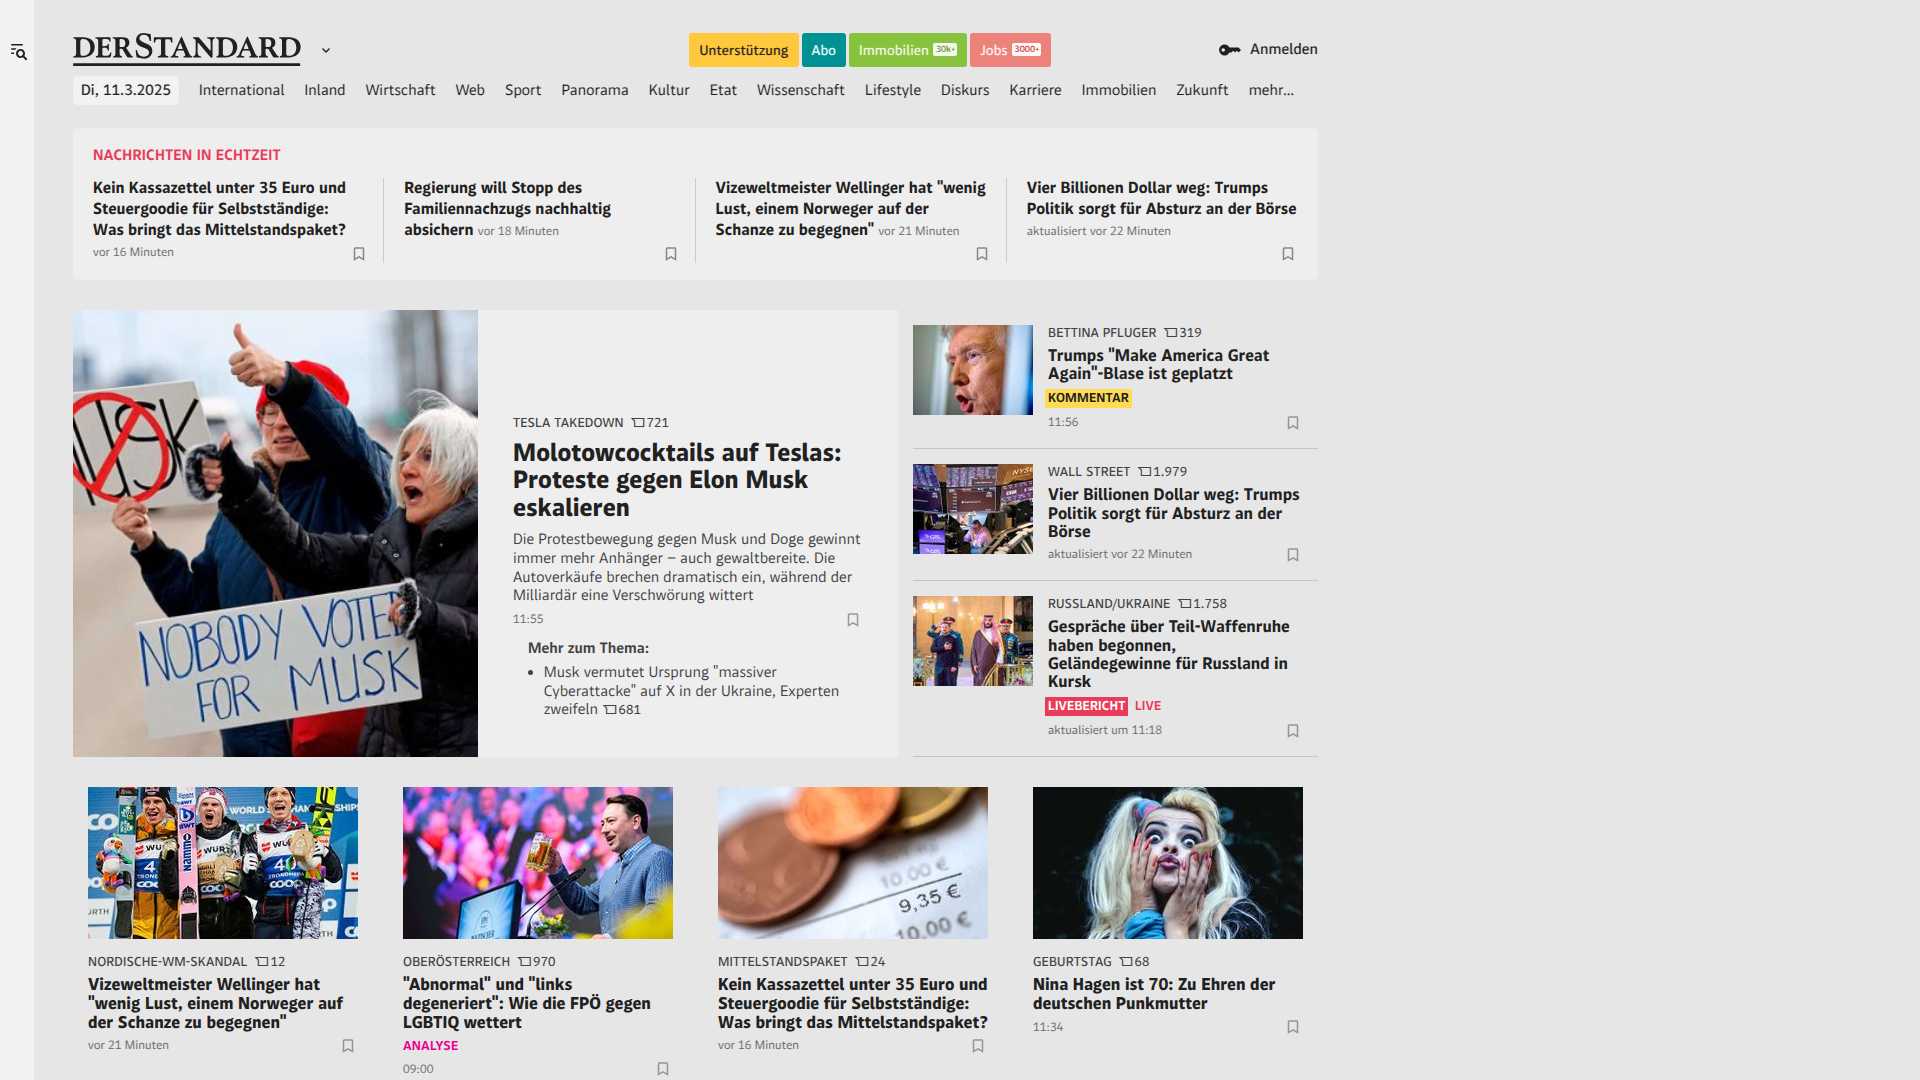 DERSTANDARD
Unterstützung
Abo
Immobilien 30k+
Jobs 3000+
Anmelden
Di, 11.3.2025
International
Inland
Wirtschaft
Web
Sport
Panorama
Kultur
Etat
Wissenschaft
Lifestyle
Diskurs
Karriere
Immobilien
Zukunft
mehr...
NACHRICHTEN IN ECHTZEIT
Kein Kassazettel unter 35 Euro und
Steuergoodie für Selbstständige:
Was bringt das Mittelstandspaket?
vor 16 Minuten
Regierung will Stopp des
Familiennachzugs nachhaltig
absichern vor 18 Minuten
Vizeweltmeister Wellinger hat "wenig
Lust, einem Norweger auf der
Schanze zu begegnen" vor 21 Minuten
Vier Billionen Dollar weg: Trumps
Politik sorgt für Absturz an der Börse
aktualisiert vor 22 Minuten
MUSK
NOBODY VOTED
FOR MUSK
TESLA TAKEDOWN 721
Molotowcocktails auf Teslas:
Proteste gegen Elon Musk
eskalieren
Die Protestbewegung gegen Musk und Doge gewinnt
immer mehr Anhänger – auch gewaltbereite. Die
Autoverkäufe brechen dramatisch ein, während der
Milliardär eine Verschwörung wittert
11:55
Mehr zum Thema:
• Musk vermutet Ursprung "massiver
Cyberattacke" auf X in der Ukraine, Experten
zweifeln 681
BETTINA PFLUGER 319
Trumps "Make America Great
Again"-Blase ist geplatzt
KOMMENTAR
11:56
NYSE
WALL STREET 1.979
Vier Billionen Dollar weg: Trumps
Politik sorgt für Absturz an der
Börse
aktualisiert vor 22 Minuten
RUSSLAND/UKRAINE 1.758
Gespräche über Teil-Waffenruhe
haben begonnen,
Geländegewinne für Russland in
Kursk
LIVEBERICHT LIVE
aktualisiert um 11:18
NORDISCHE-WM-SKANDAL 12
Vizeweltmeister Wellinger hat
"wenig Lust, einem Norweger auf
der Schanze zu begegnen"
vor 21 Minuten
OBERÖSTERREICH 970
"Abnormal" und "links
degeneriert": Wie die FPÖ gegen
LGBTIQ wettert
ANALYSE
09:00
10.00 €
9,35 €
10,00 €
MITTELSTANDSPAKET 24
Kein Kassazettel unter 35 Euro und
Steuergoodie für Selbstständige:
Was bringt das Mittelstandspaket?
vor 16 Minuten
GEBURTSTAG 68
Nina Hagen ist 70: Zu Ehren der
deutschen Punkmutter
11:34